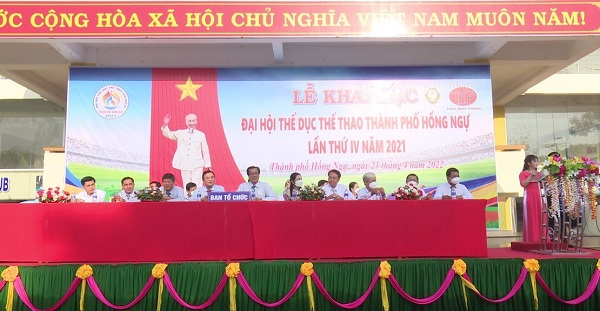 ƯỚC CỘNG HÒA XÃ HỘI CHỦ NGHĨA VIỆT NAM MUÔN NĂM!
LỄ KHAI MẠC
ĐẠI HỘI THỂ DỤC THỂ THAO THÀNH PHỐ HỒNG NGỰ
LẦN THỨ IV NĂM 2021
Thành phố Hồng Ngự, ngày 21 tháng 4 năm 2022
BAN TỔ CHỨC